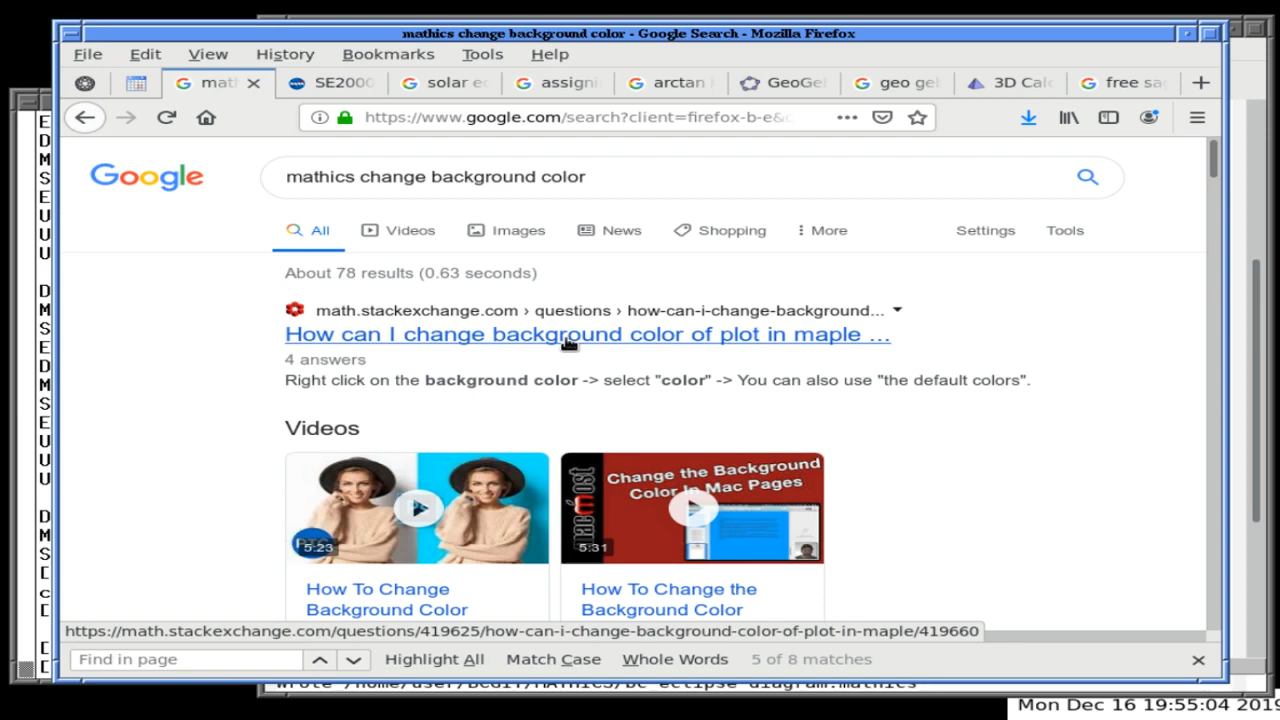 mathics change background color - Google Search - Mozilla Firefox
File Edit View History Bookmarks Tools Help
math SE2000 solar ec assign arctan GeoGe geo ge 3D Calc free sa
https://www.google.com/search?client=firefox-b-e&c
Google
mathics change background color
All Videos Images News Shopping More Settings Tools
About 78 results (0.63 seconds)
math.stackexchange.com › questions › how-can-i-change-background...
How can I change background color of plot in maple ...
4 answers
Right click on the background color -> select "color" -> You can also use "the default colors".
Videos
Change the Background
Color In Mac Pages
macmost
5:23
5:31
How To Change
Background Color
How To Change the
Background Color
https://math.stackexchange.com/questions/419625/how-can-i-change-background-color-of-plot-in-maple/419660
Find in page Highlight All Match Case Whole Words 5 of 8 matches
Mon Dec 16 19:55:04 2019